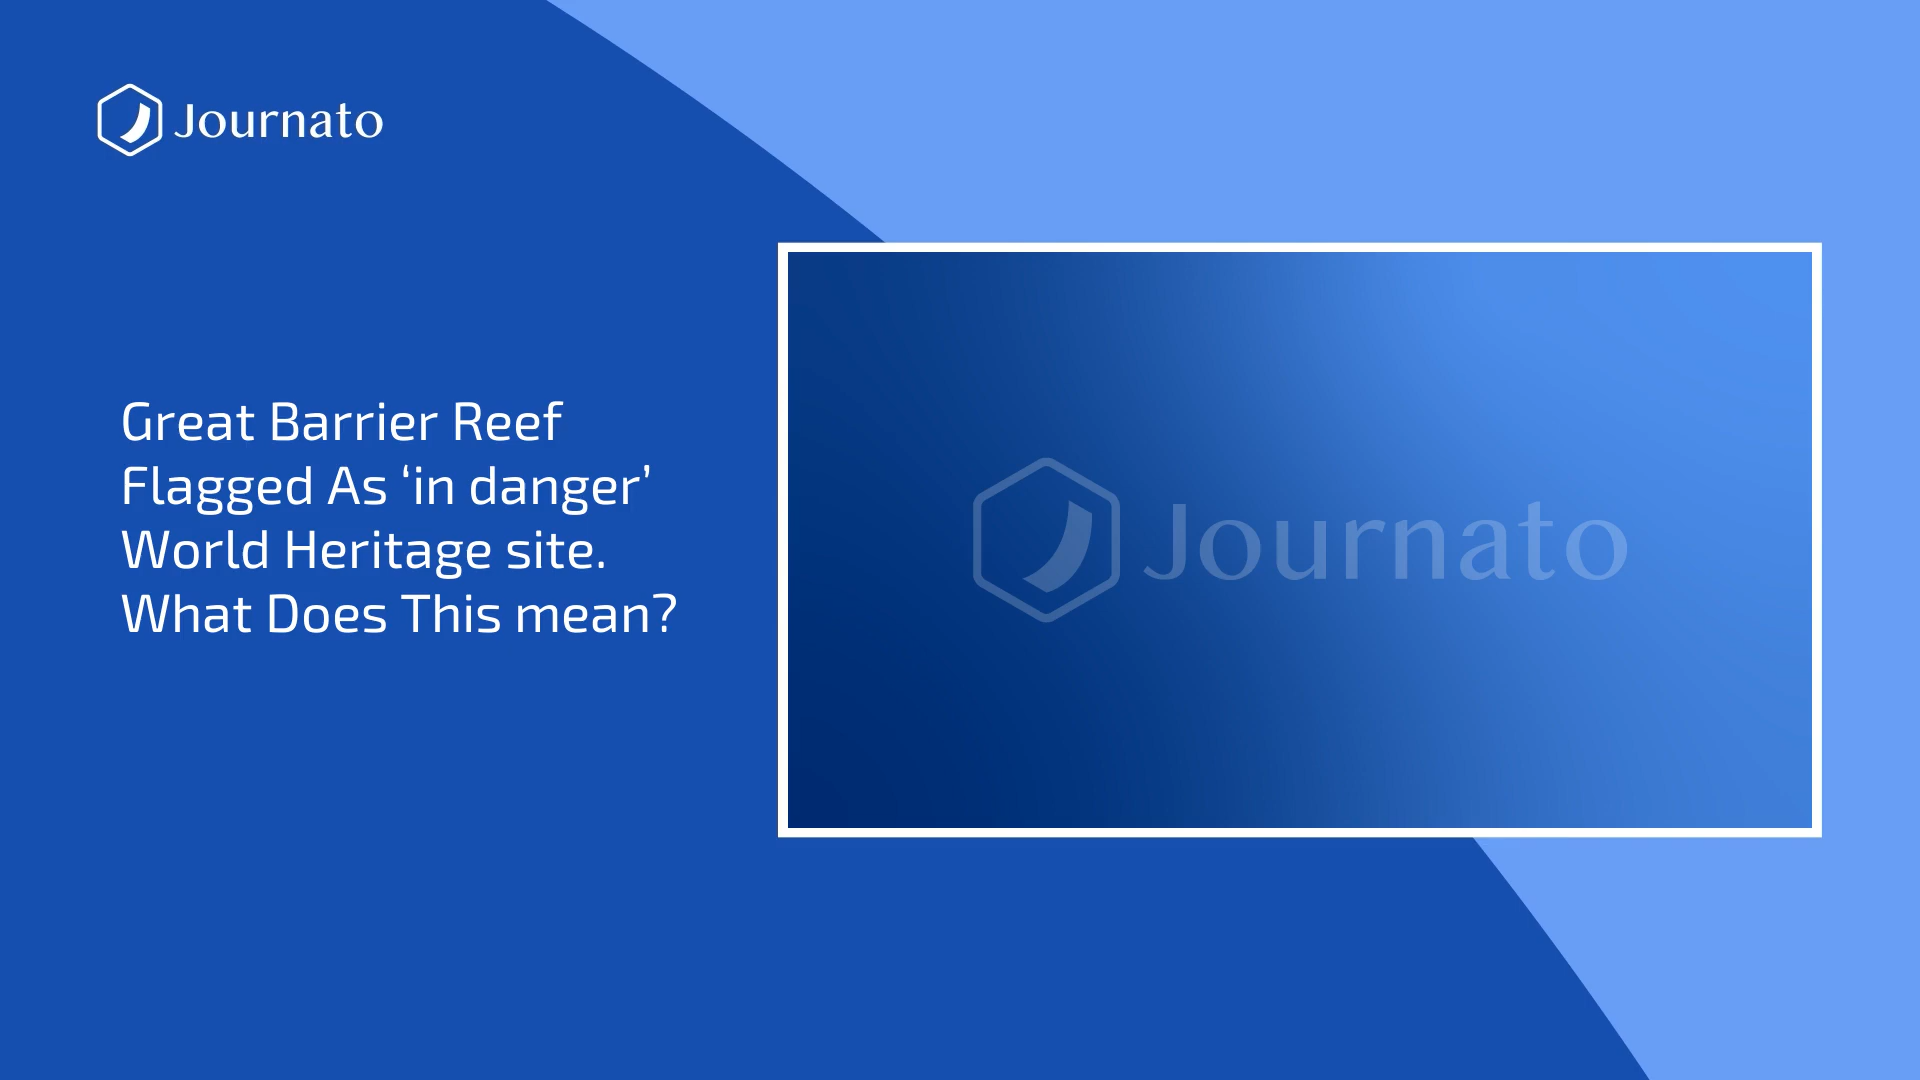 Journato
Great Barrier Reef
Flagged As ‘in danger’
World Heritage site.
What Does This mean?
Journato